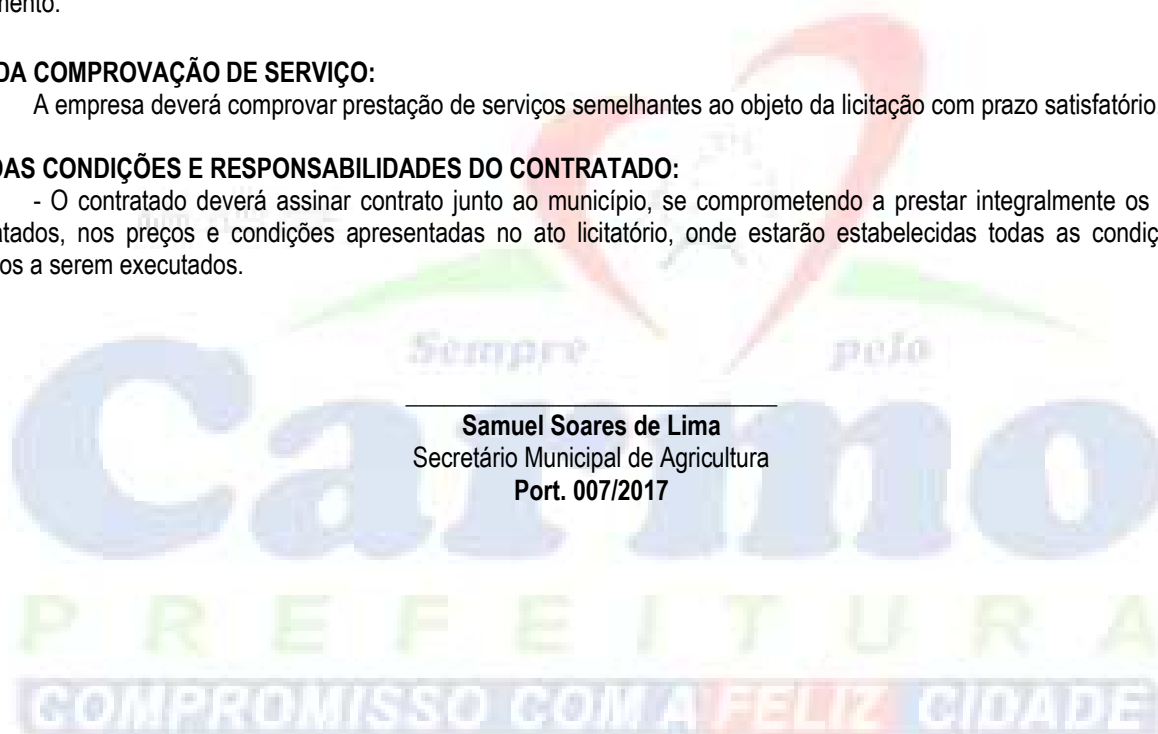 mento.
DA COMPROVAÇÃO DE SERVIÇO:
A empresa deverá comprovar prestação de serviços semelhantes ao objeto da licitação com prazo satisfatório
DAS CONDIÇÕES E RESPONSABILIDADES DO CONTRATADO:
- O contratado deverá assinar contrato junto ao município, se comprometendo a prestar integralmente os
tados, nos preços e condições apresentadas no ato licitatório, onde estarão estabelecidas todas as condiç
os a serem executados.
Sempre pelo
Samuel Soares de Lima
Secretário Municipal de Agricultura
Port. 007/2017
Carmo
PREFEITURA
COMPROMISSO COM A FELIZ CIDADE